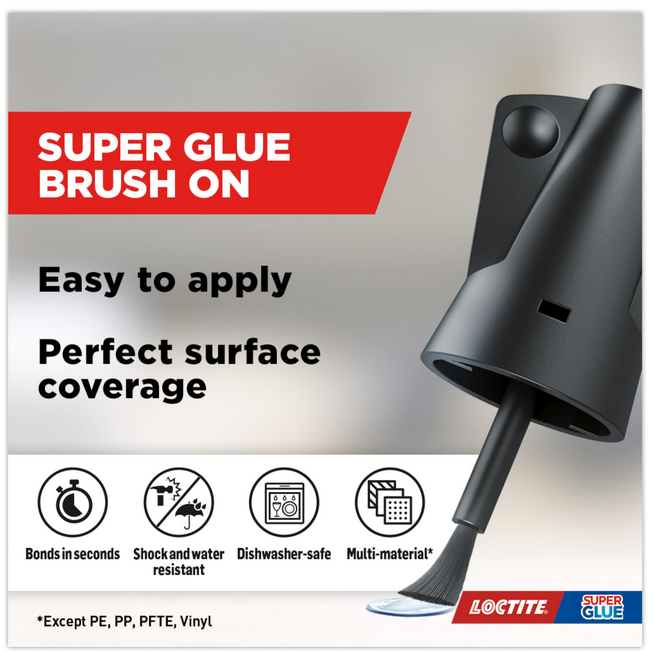 SUPER GLUE
BRUSH ON
Easy to apply
Perfect surface
coverage
Bonds in seconds
Shock and water
resistant
Dishwasher-safe
Multi-material*
*Except PE, PP, PFTE, Vinyl
LOCTITE®
SUPER
GLUE